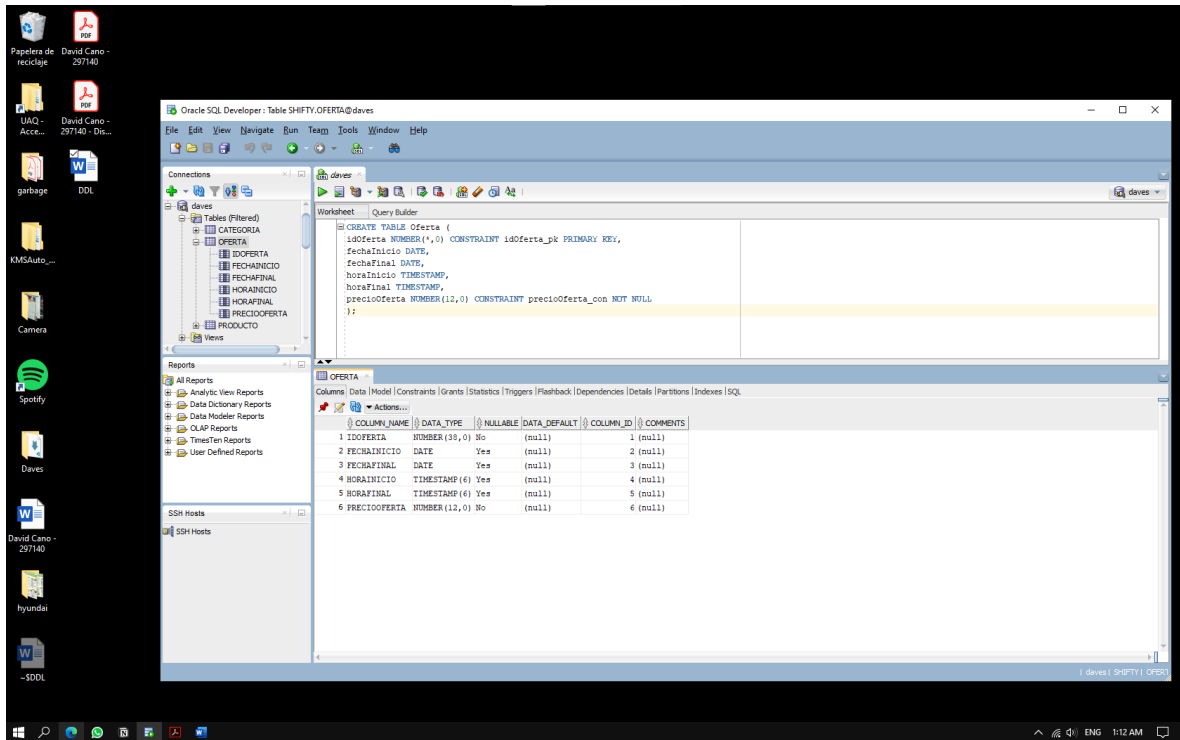 Papelera de
reciclaje
David Cano -
297140
UAQ -
Acce...
David Cano -
297140 - Dis...
garbage
DDL
KMSAuto_...
Camera
Spotify
Daves
David Cano -
297140
hyundai
~$DDL
Oracle SQL Developer : Table SHIFTY.OFERTA@daves
File Edit View Navigate Run Team Tools Window Help
Connections
daves
Tables (Filtered)
CATEGORIA
OFERTA
IDOFERTA
FECHAINICIO
FECHAFINAL
HORAINICIO
HORAFINAL
PRECIOOFERTA
PRODUCTO
Views
Reports
All Reports
Analytic View Reports
Data Dictionary Reports
Data Modeler Reports
OLAP Reports
TimesTen Reports
User Defined Reports
SSH Hosts
SSH Hosts
daves
daves
Worksheet Query Builder
CREATE TABLE Oferta (
idOferta NUMBER(*,0) CONSTRAINT idOferta_pk PRIMARY KEY,
fechaInicio DATE,
fechaFinal DATE,
horaInicio TIMESTAMP,
horaFinal TIMESTAMP,
precioOferta NUMBER(12,0) CONSTRAINT precioOferta_con NOT NULL
);
OFERTA
Columns Data Model Constraints Grants Statistics Triggers Flashback Dependencies Details Partitions Indexes SQL
Actions...
COLUMN_NAME DATA_TYPE NULLABLE DATA_DEFAULT COLUMN_ID COMMENTS
1 IDOFERTA NUMBER(38,0) No (null) 1 (null)
2 FECHAINICIO DATE Yes (null) 2 (null)
3 FECHAFINAL DATE Yes (null) 3 (null)
4 HORAINICIO TIMESTAMP(6) Yes (null) 4 (null)
5 HORAFINAL TIMESTAMP(6) Yes (null) 5 (null)
6 PRECIOOFERTA NUMBER(12,0) No (null) 6 (null)
| daves | SHIFTY | OFERT
ENG 1:12 AM